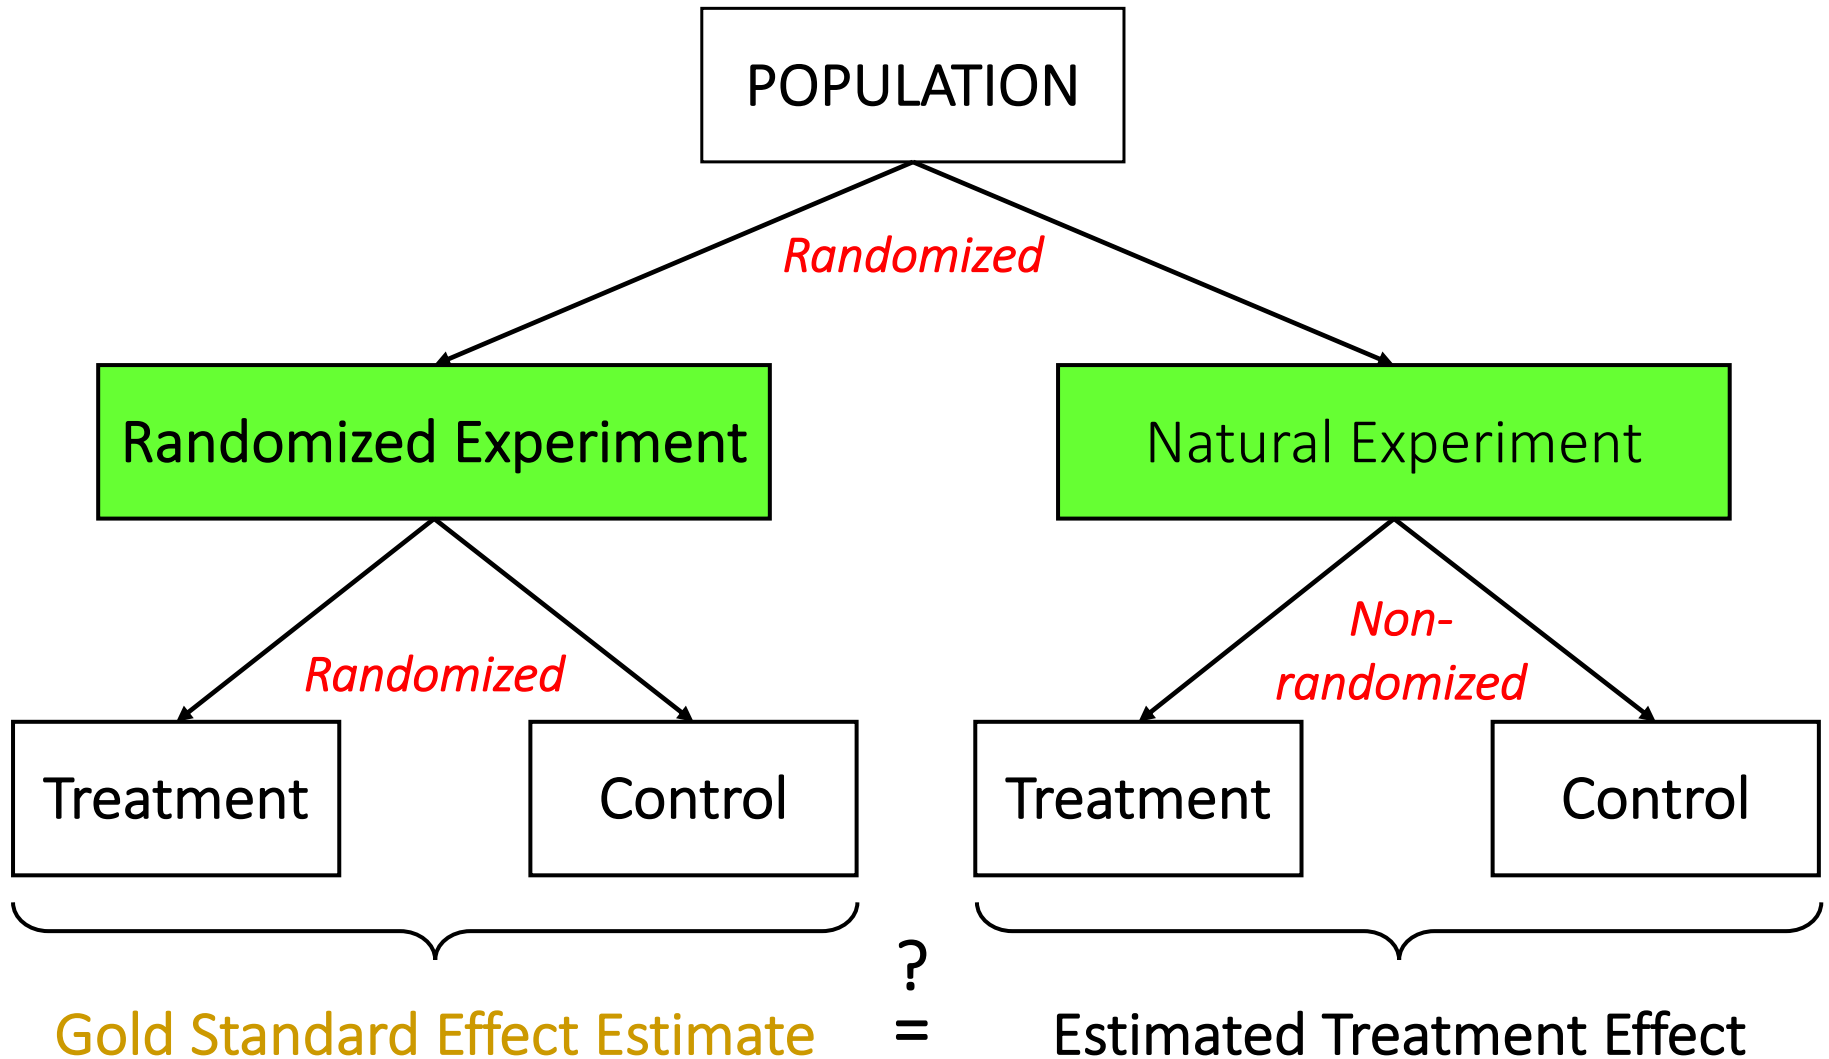 POPULATION
Randomized
Randomized Experiment
Natural Experiment
Randomized
Non-
randomized
Treatment
Control
Treatment
Control
?
Gold Standard Effect Estimate = Estimated Treatment Effect